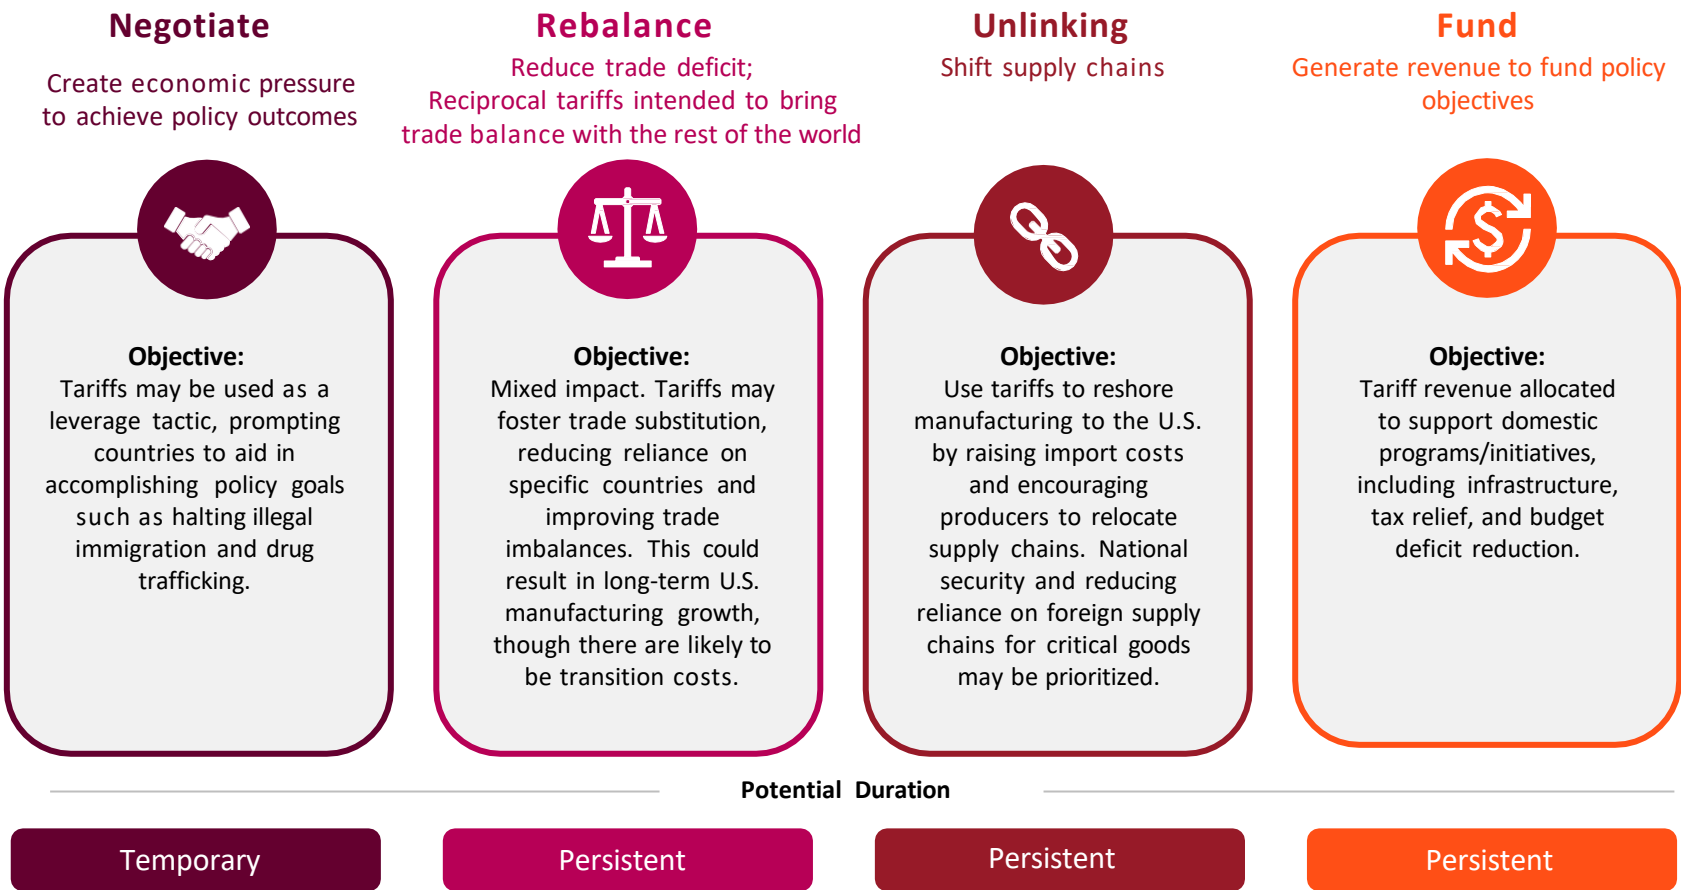 Negotiate
Create economic pressure
to achieve policy outcomes
Objective:
Tariffs may be used as a
leverage tactic, prompting
countries to aid in
accomplishing policy goals
such as halting illegal
immigration and drug
trafficking.
Rebalance
Reduce trade deficit;
Reciprocal tariffs intended to bring
trade balance with the rest of the world
Objective:
Mixed impact. Tariffs may
foster trade substitution,
reducing reliance on
specific countries and
improving trade
imbalances. This could
result in long-term U.S.
manufacturing growth,
though there are likely to
be transition costs.
Unlinking
Shift supply chains
Objective:
Use tariffs to reshore
manufacturing to the U.S.
by raising import costs
and encouraging
producers to relocate
supply chains. National
security and reducing
reliance on foreign supply
chains for critical goods
may be prioritized.
Fund
Generate revenue to fund policy
objectives
$
Objective:
Tariff revenue allocated
to support domestic
programs/initiatives,
including infrastructure,
tax relief, and budget
deficit reduction.
Potential Duration
Temporary
Persistent
Persistent
Persistent